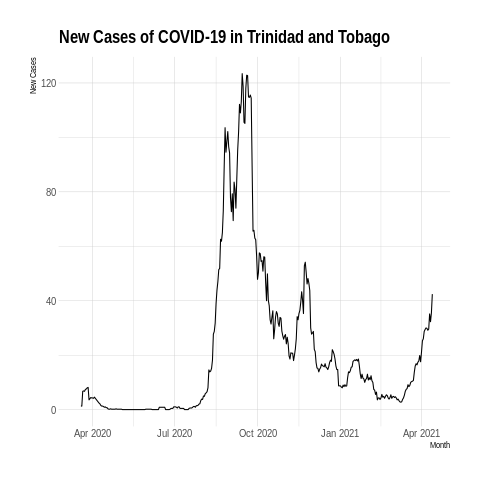 New Cases of COVID-19 in Trinidad and Tobago
New Cases
120
80
40
0
Apr 2020
Jul 2020
Oct 2020
Jan 2021
Apr 2021
Month